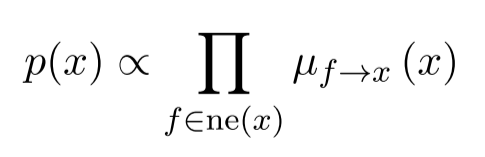 p(x) ∝ ∏_{f∈ne(x)} μ_{f→x} (x)